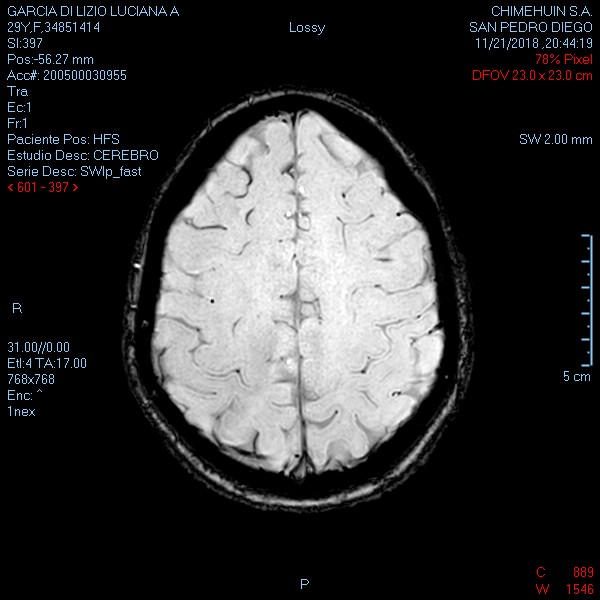 GARCIA DI LIZIO LUCIANA A
29Y,F,34851414
Sl:397
Pos:-56.27 mm
Acc#: 200500030955
Tra
Ec:1
Fr:1
Paciente Pos: HFS
Estudio Desc: CEREBRO
Serie Desc: SWIp_fast
< 601 - 397 >
Lossy
CHIMEHUIN S.A.
SAN PEDRO DIEGO
11/21/2018 ,20:44:19
78% Pixel
DFOV 23.0 x 23.0 cm
SW 2.00 mm
R
5 cm
31.00//0.00
Etl:4 TA:17.00
768x768
Enc: ^
1nex
P
C 889
W 1546